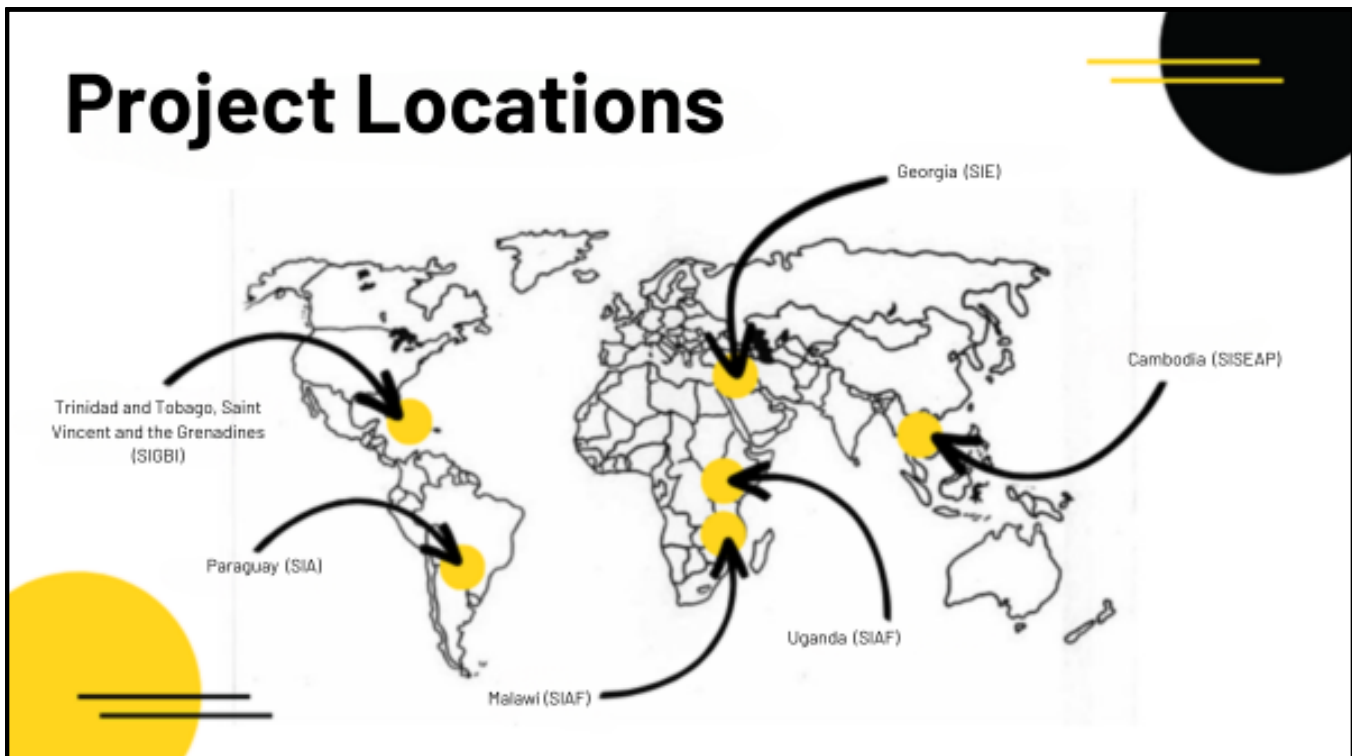 Project Locations
Georgia (SIE)
Cambodia (SISEAP)
Trinidad and Tobago, Saint
Vincent and the Grenadines
(SIGBI)
Paraguay (SIA)
Uganda (SIAF)
Malawi (SIAF)